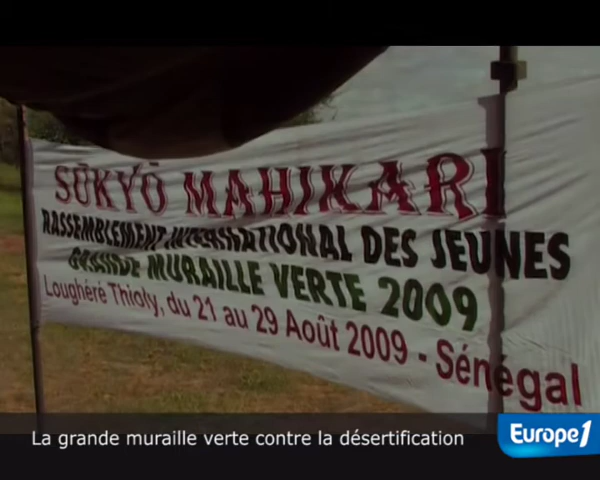 SŪKYŌ MAHIKARI
RASSEMBLEMENT INTERNATIONAL DES JEUNES
GRANDE MURAILLE VERTE 2009
Loughéré Thioly, du 21 au 29 Août 2009 - Sénégal
La grande muraille verte contre la désertification
Europe1